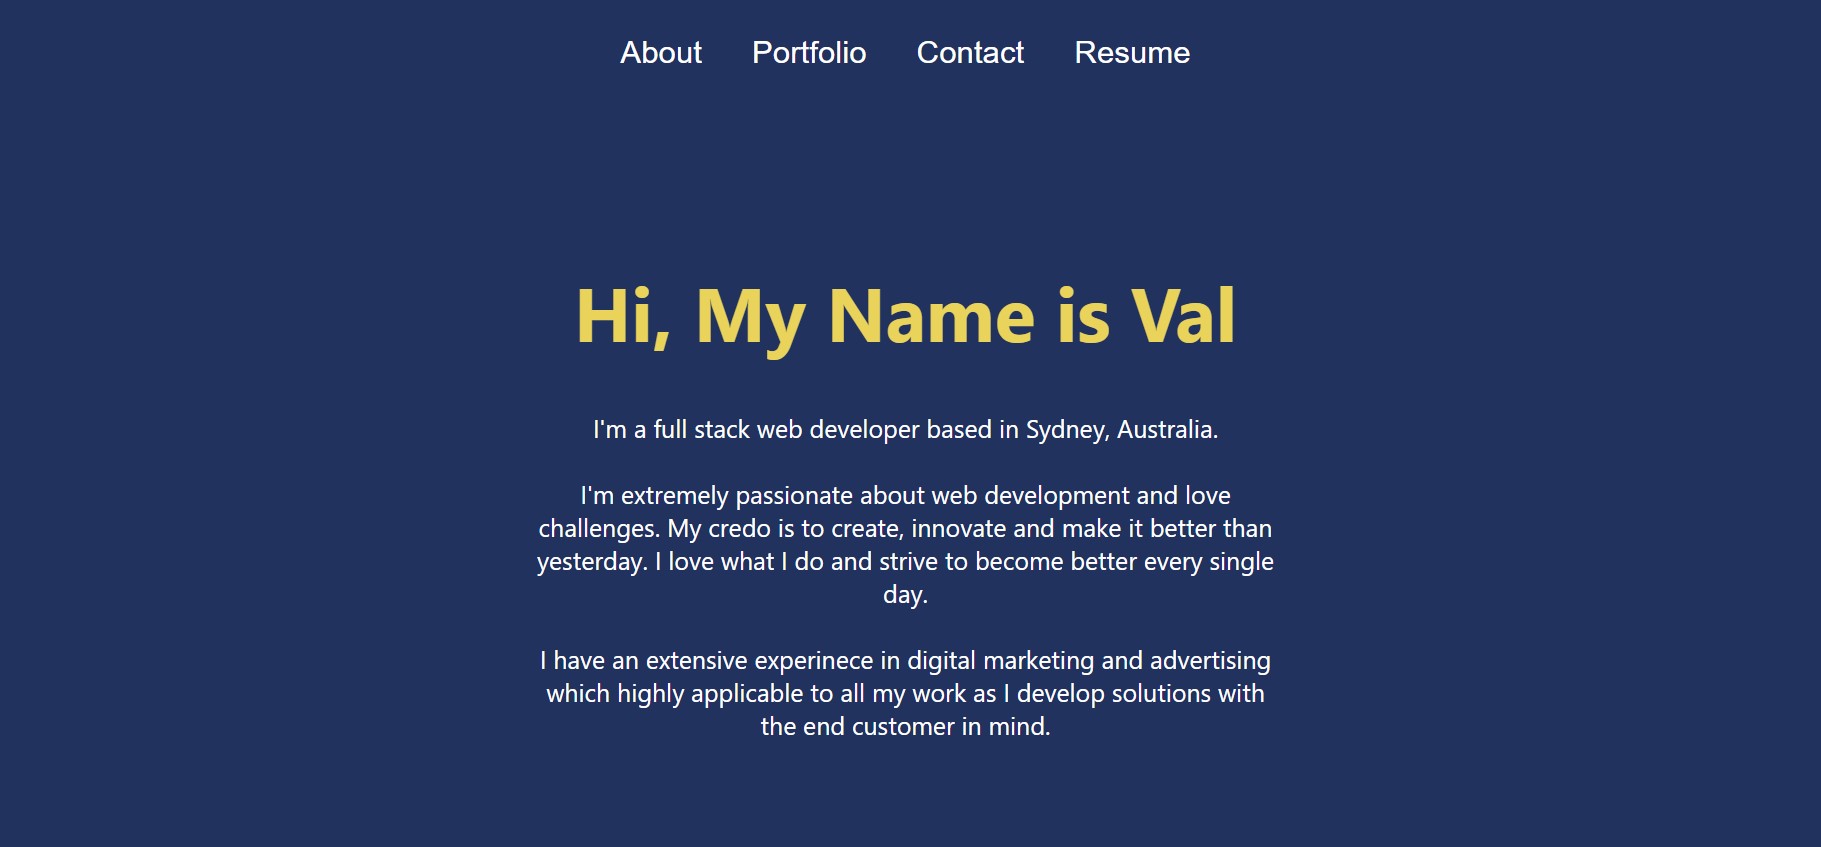 About Portfolio Contact Resume
Hi, My Name is Val
I'm a full stack web developer based in Sydney, Australia.
I'm extremely passionate about web development and love
challenges. My credo is to create, innovate and make it better than
yesterday. I love what I do and strive to become better every single
day.
I have an extensive experinece in digital marketing and advertising
which highly applicable to all my work as I develop solutions with
the end customer in mind.